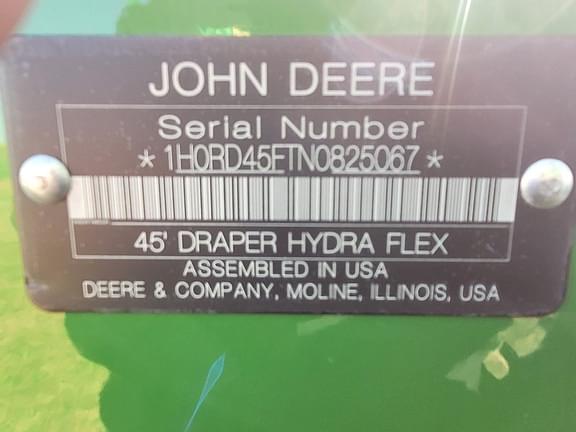 JOHN DEERE
Serial Number
*1H0RD45FTN0825067*
45' DRAPER HYDRA FLEX
ASSEMBLED IN USA
DEERE & COMPANY, MOLINE, ILLINOIS, USA